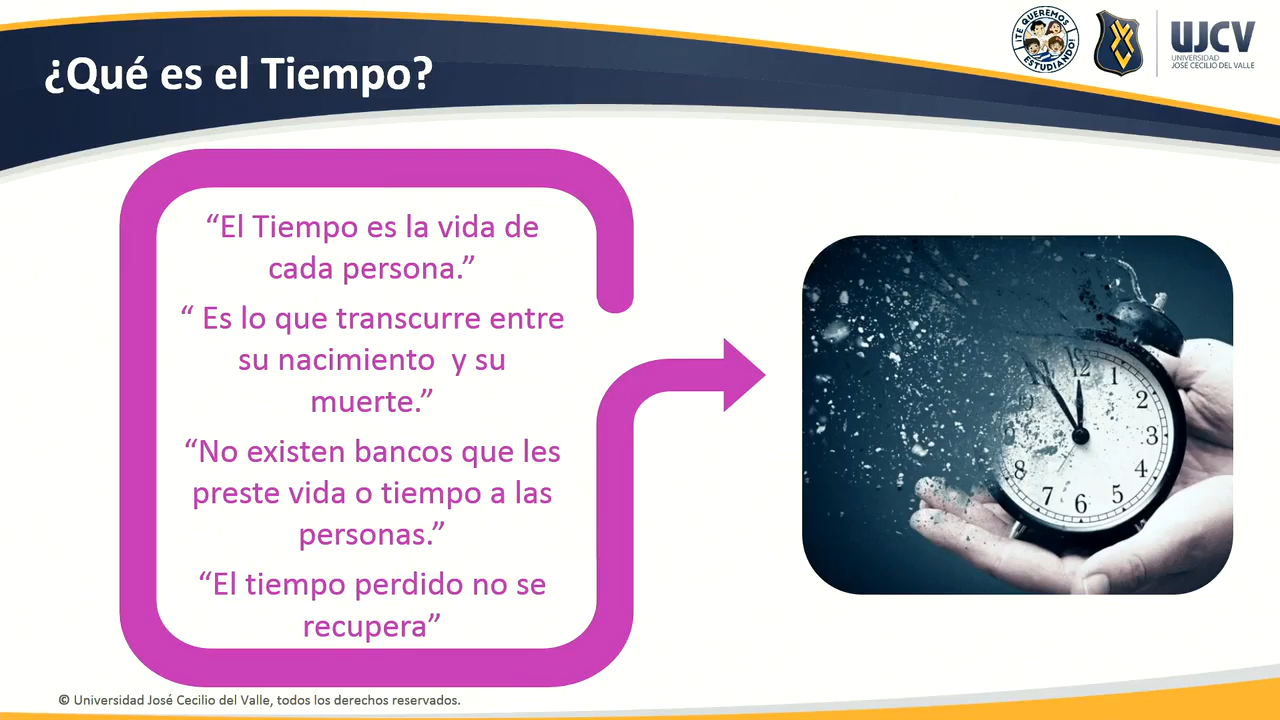 ¿Qué es el Tiempo?
¡TE QUEREMOS
ESTUDIANDO!
UJCV
UNIVERSIDAD
JOSÉ CECILIO DEL VALLE
“El Tiempo es la vida de
cada persona.”
“ Es lo que transcurre entre
su nacimiento  y su
muerte.”
“No existen bancos que les
preste vida o tiempo a las
personas.”
“El tiempo perdido no se
recupera”
12
1
2
3
4
5
6
7
8
© Universidad José Cecilio del Valle, todos los derechos reservados.